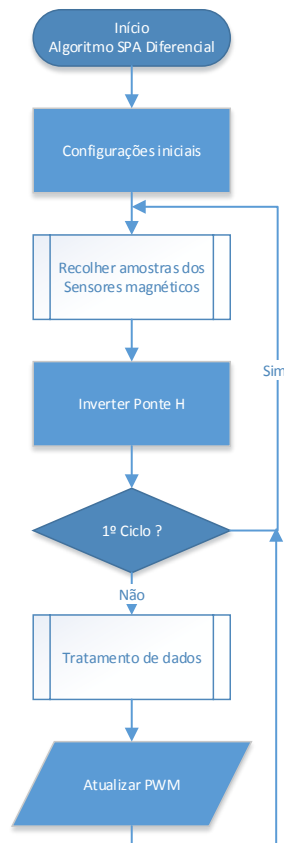 Início
Algoritmo SPA Diferencial
Configurações iniciais
Recolher amostras dos
Sensores magnéticos
Sim
Inverter Ponte H
1º Ciclo ?
Não
Tratamento de dados
Atualizar PWM